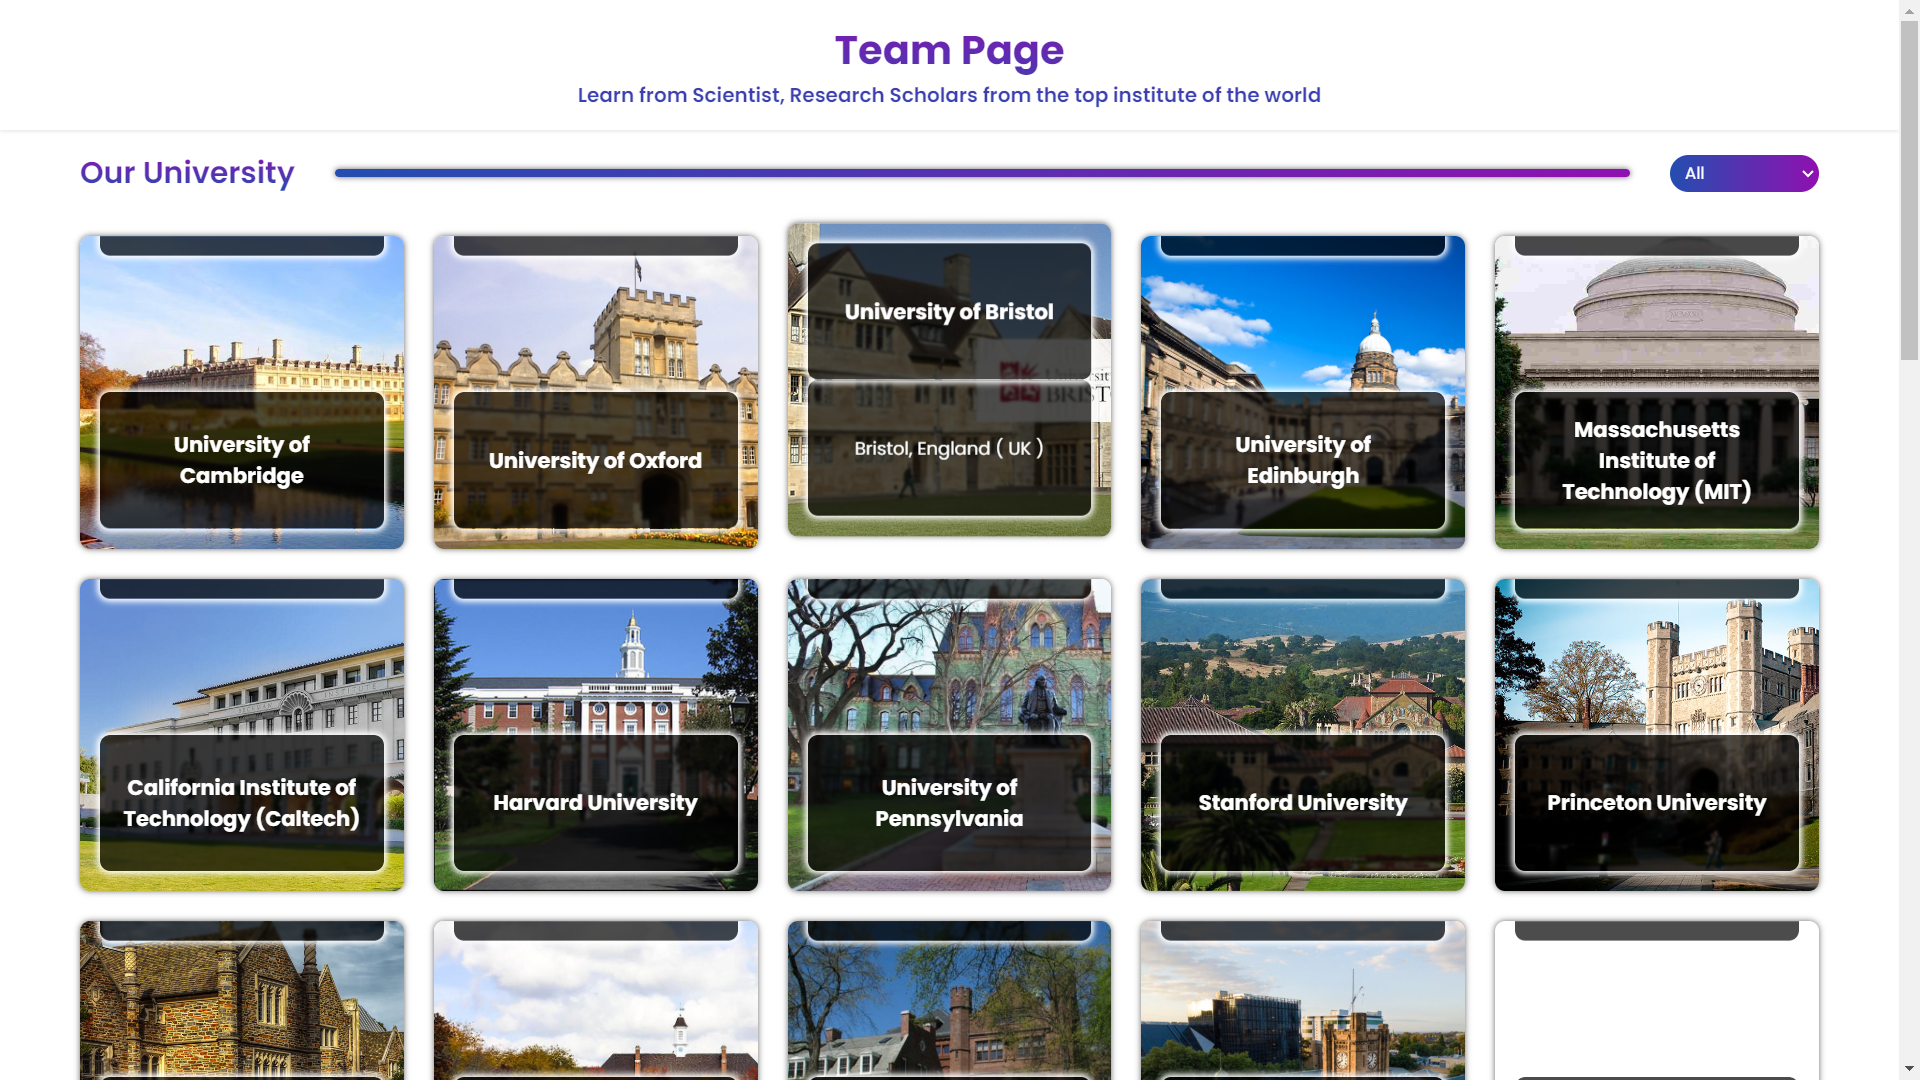 Team Page
Learn from Scientist, Research Scholars from the top institute of the world
Our University
All
University of
Cambridge
University of Oxford
University of Bristol
Bristol, England ( UK )
University of
Edinburgh
Massachusetts
Institute of
Technology (MIT)
California Institute of
Technology (Caltech)
Harvard University
University of
Pennsylvania
Stanford University
Princeton University